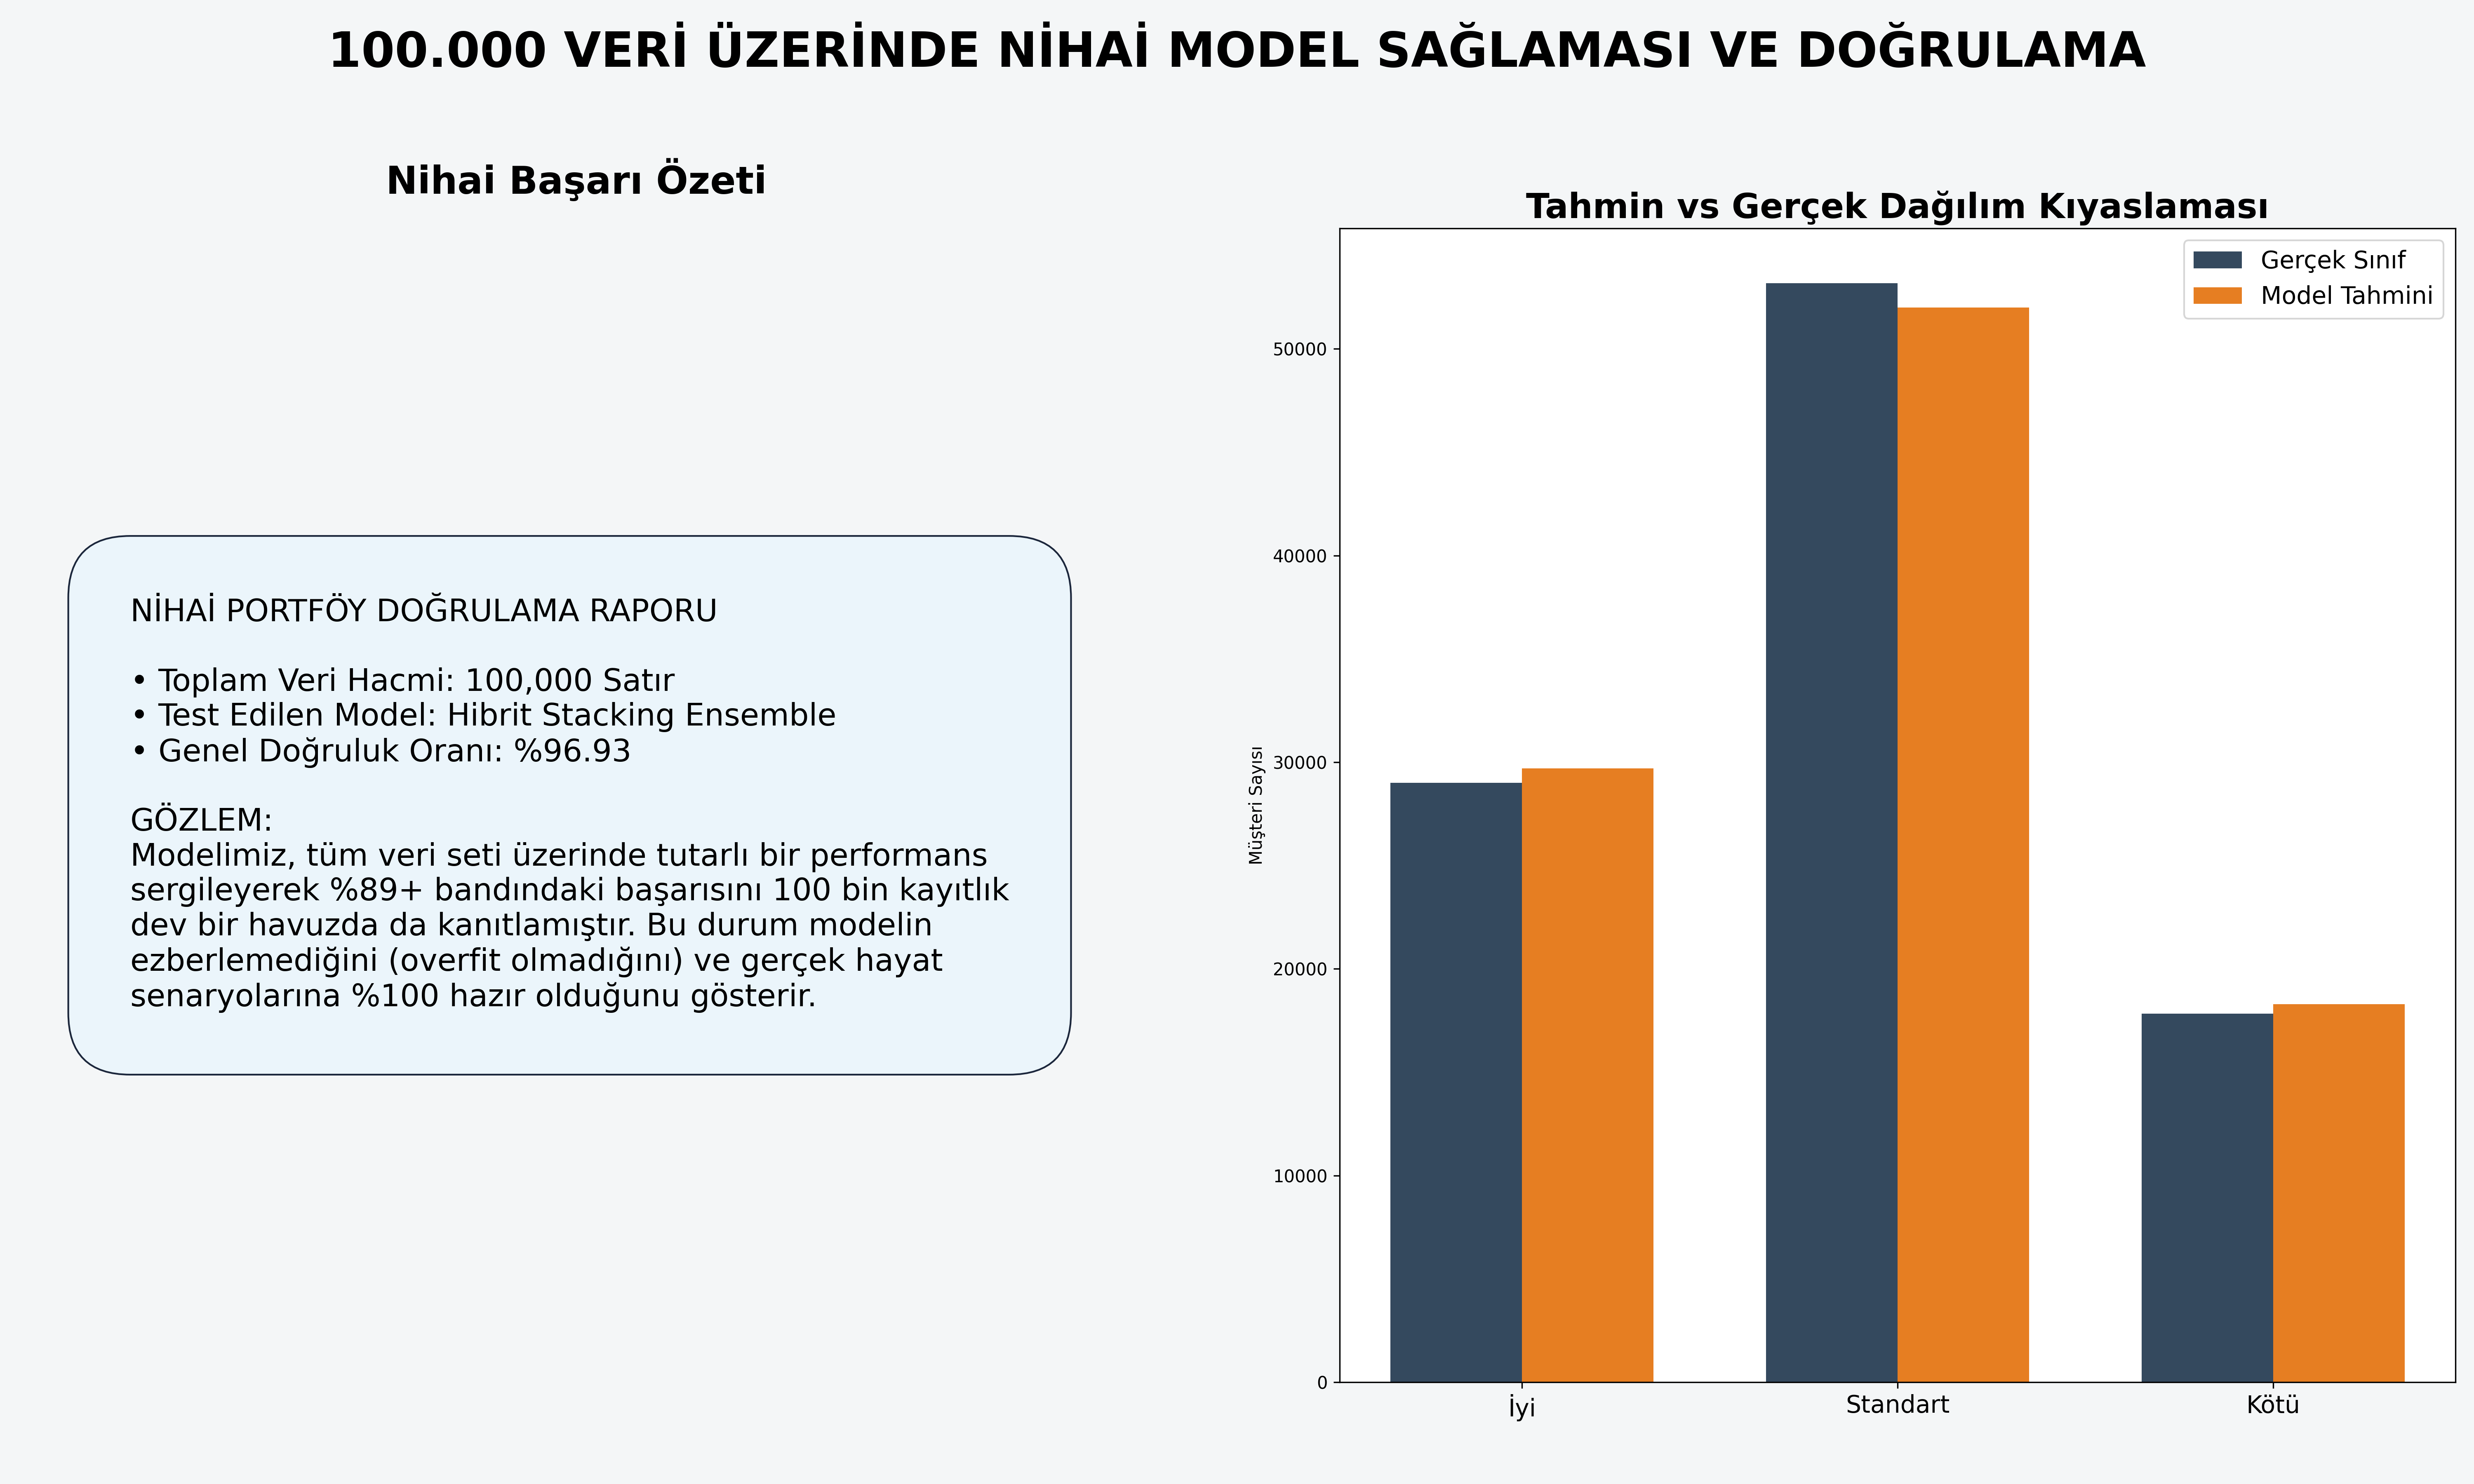 100.000 VERİ ÜZERİNDE NİHAİ MODEL SAĞLAMASI VE DOĞRULAMA
Nihai Başarı Özeti
NİHAİ PORTFÖY DOĞRULAMA RAPORU
• Toplam Veri Hacmi: 100,000 Satır
• Test Edilen Model: Hibrit Stacking Ensemble
• Genel Doğruluk Oranı: %96.93
GÖZLEM:
Modelimiz, tüm veri seti üzerinde tutarlı bir performans
sergileyerek %89+ bandındaki başarısını 100 bin kayıtlık
dev bir havuzda da kanıtlamıştır. Bu durum modelin
ezberlemediğini (overfit olmadığını) ve gerçek hayat
senaryolarına %100 hazır olduğunu gösterir.
Tahmin vs Gerçek Dağılım Kıyaslaması
Gerçek Sınıf
Model Tahmini
Müşteri Sayısı
50000
40000
30000
20000
10000
0
İyi
Standart
Kötü